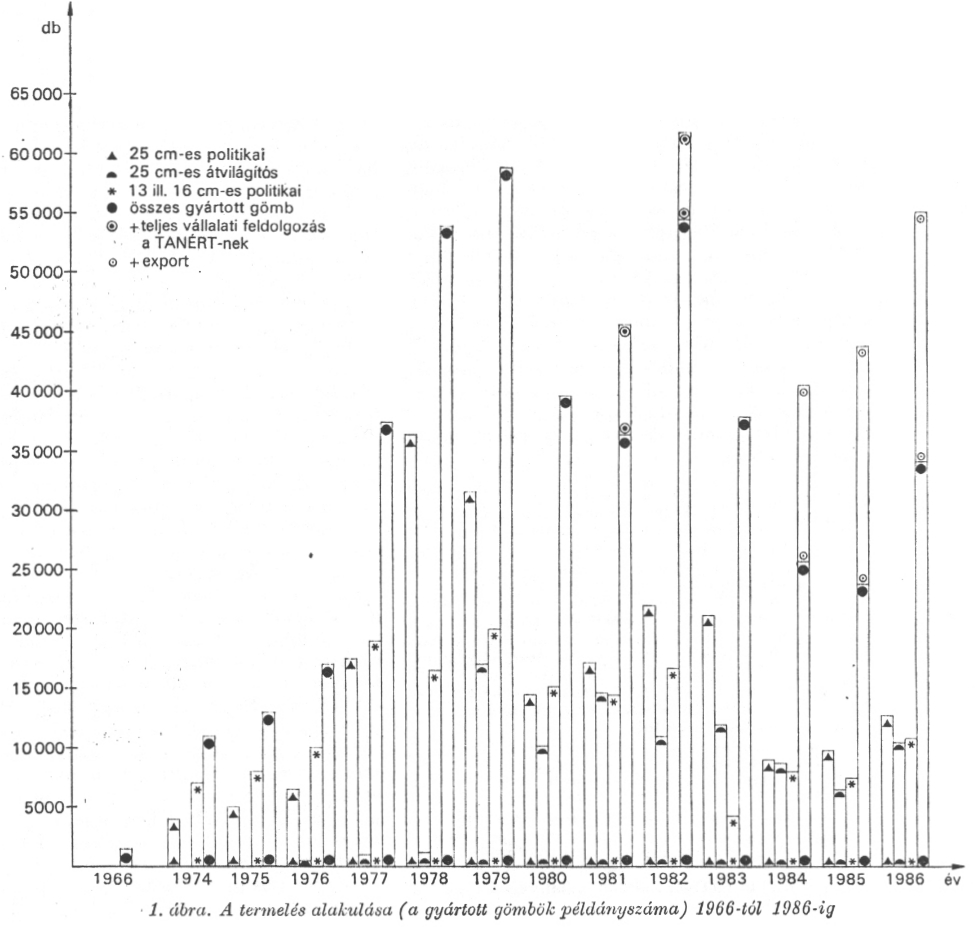 db
65 000
60 000
55 000
50 000
45 000
40 000
35 000
30 000
25 000
20 000
15 000
10 000
5000
25 cm-es politikai
25 cm-es átvilágítós
13 ill. 16 cm-es politikai
összes gyártott gömb
+teljes vállalati feldolgozás
a TANÉRT-nek
+export
1966 1974 1975 1976 1977 1978 1979 1980 1981 1982 1983 1984 1985 1986 év
1. ábra. A termelés alakulása (a gyártott gömbök példányszáma) 1966-tól 1986-ig